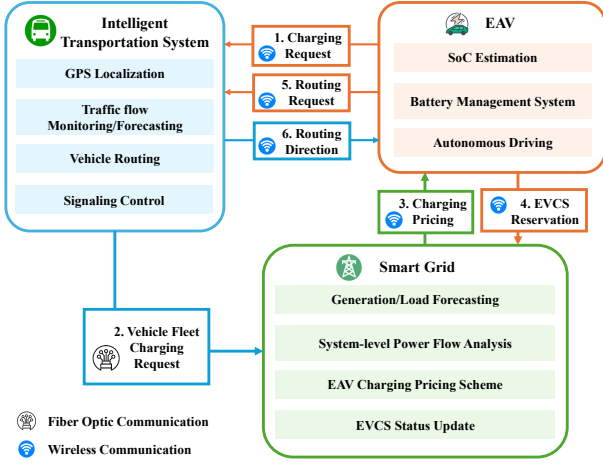 Intelligent
Transportation System
GPS Localization
Traffic flow
Monitoring/Forecasting
Vehicle Routing
Signaling Control
1. Charging
Request
5. Routing
Request
6. Routing
Direction
EAV
SoC Estimation
Battery Management System
Autonomous Driving
3. Charging
Pricing
4. EVCS
Reservation
2. Vehicle Fleet
Charging
Request
Smart Grid
Generation/Load Forecasting
System-level Power Flow Analysis
EAV Charging Pricing Scheme
EVCS Status Update
Fiber Optic Communication
Wireless Communication